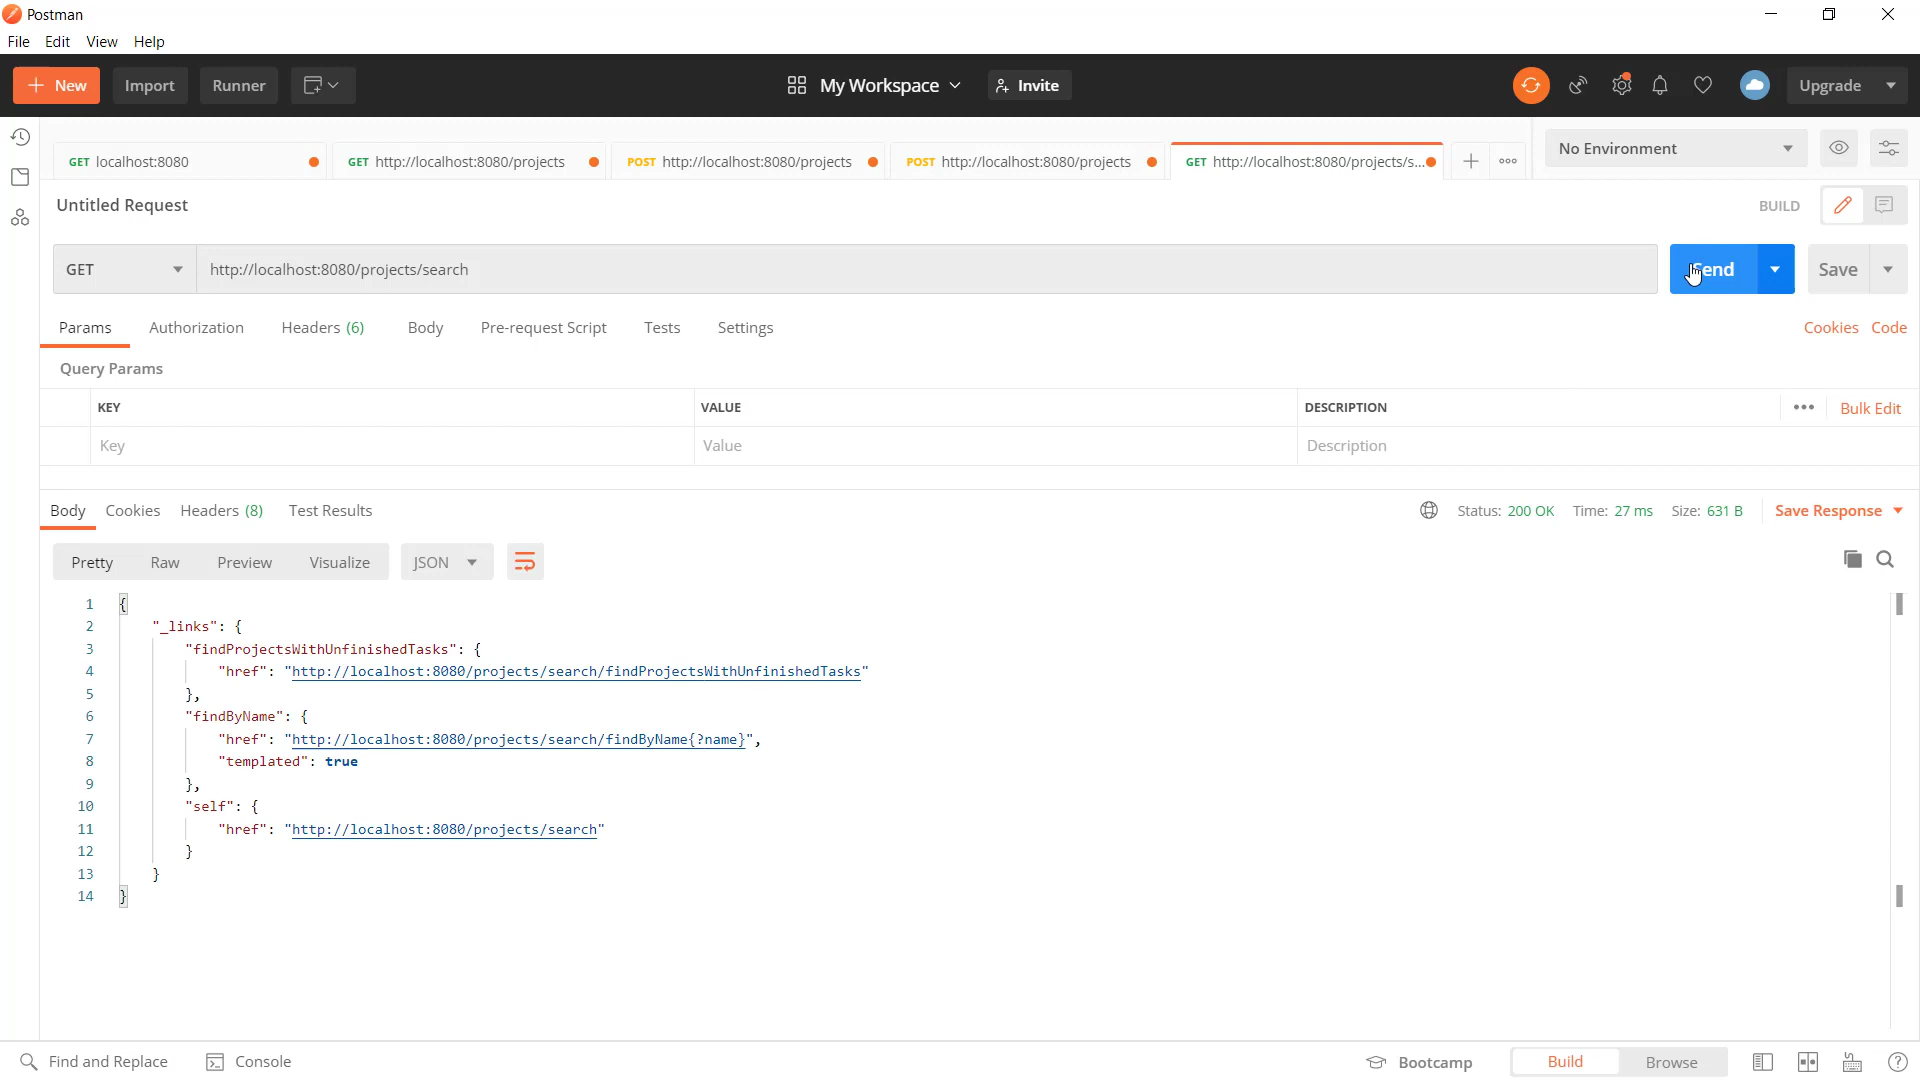 Postman
File Edit View Help
New Import Runner My Workspace Invite Upgrade
GET localhost:8080 GET http://localhost:8080/projects POST http://localhost:8080/projects POST http://localhost:8080/projects GET http://localhost:8080/projects/s... No Environment
Untitled Request BUILD
GET http://localhost:8080/projects/search Send Save
Params Authorization Headers (6) Body Pre-request Script Tests Settings Cookies Code
Query Params
KEY VALUE DESCRIPTION ••• Bulk Edit
Key Value Description
Body Cookies Headers (8) Test Results Status: 200 OK Time: 27 ms Size: 631 B Save Response
Pretty Raw Preview Visualize JSON
1 {
2 "_links": {
3 "findProjectsWithUnfinishedTasks": {
4 "href": "http://localhost:8080/projects/search/findProjectsWithUnfinishedTasks"
5 },
6 "findByName": {
7 "href": "http://localhost:8080/projects/search/findByName{?name}",
8 "templated": true
9 },
10 "self": {
11 "href": "http://localhost:8080/projects/search"
12 }
13 }
14 }
Find and Replace Console Bootcamp Build Browse